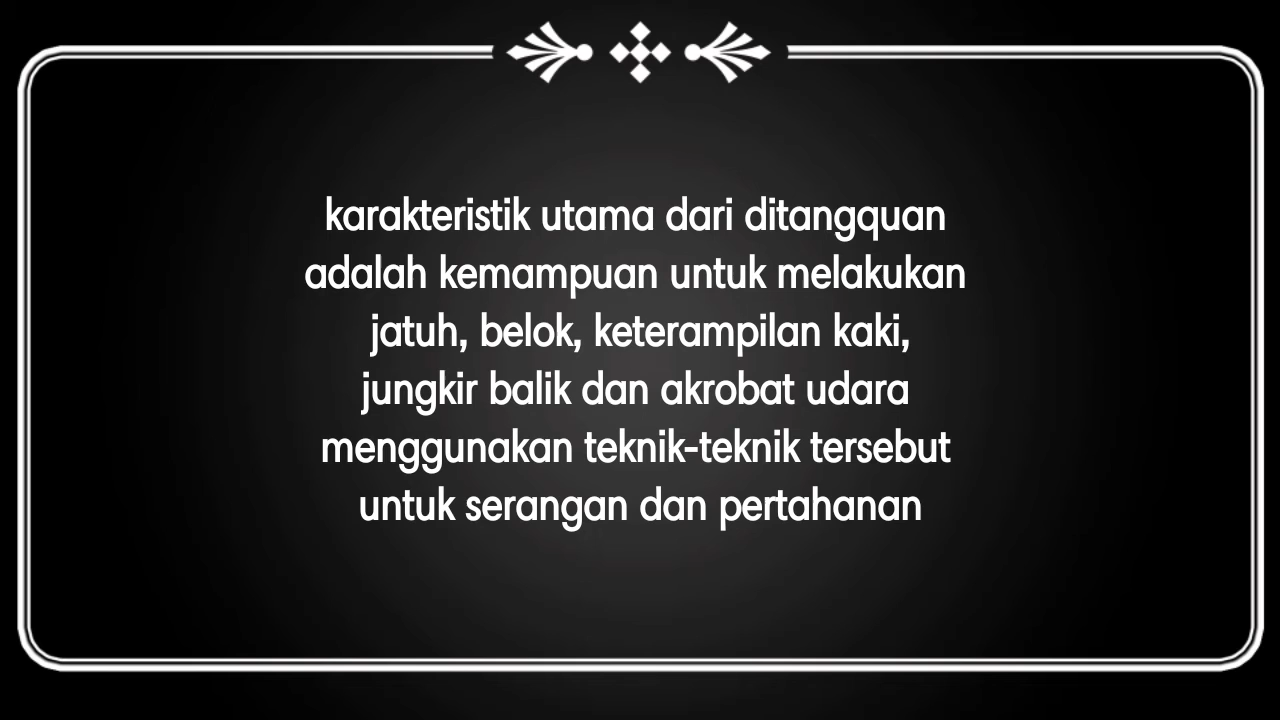 karakteristik utama dari ditangquan
adalah kemampuan untuk melakukan
jatuh, belok, keterampilan kaki,
jungkir balik dan akrobat udara
menggunakan teknik-teknik tersebut
untuk serangan dan pertahanan